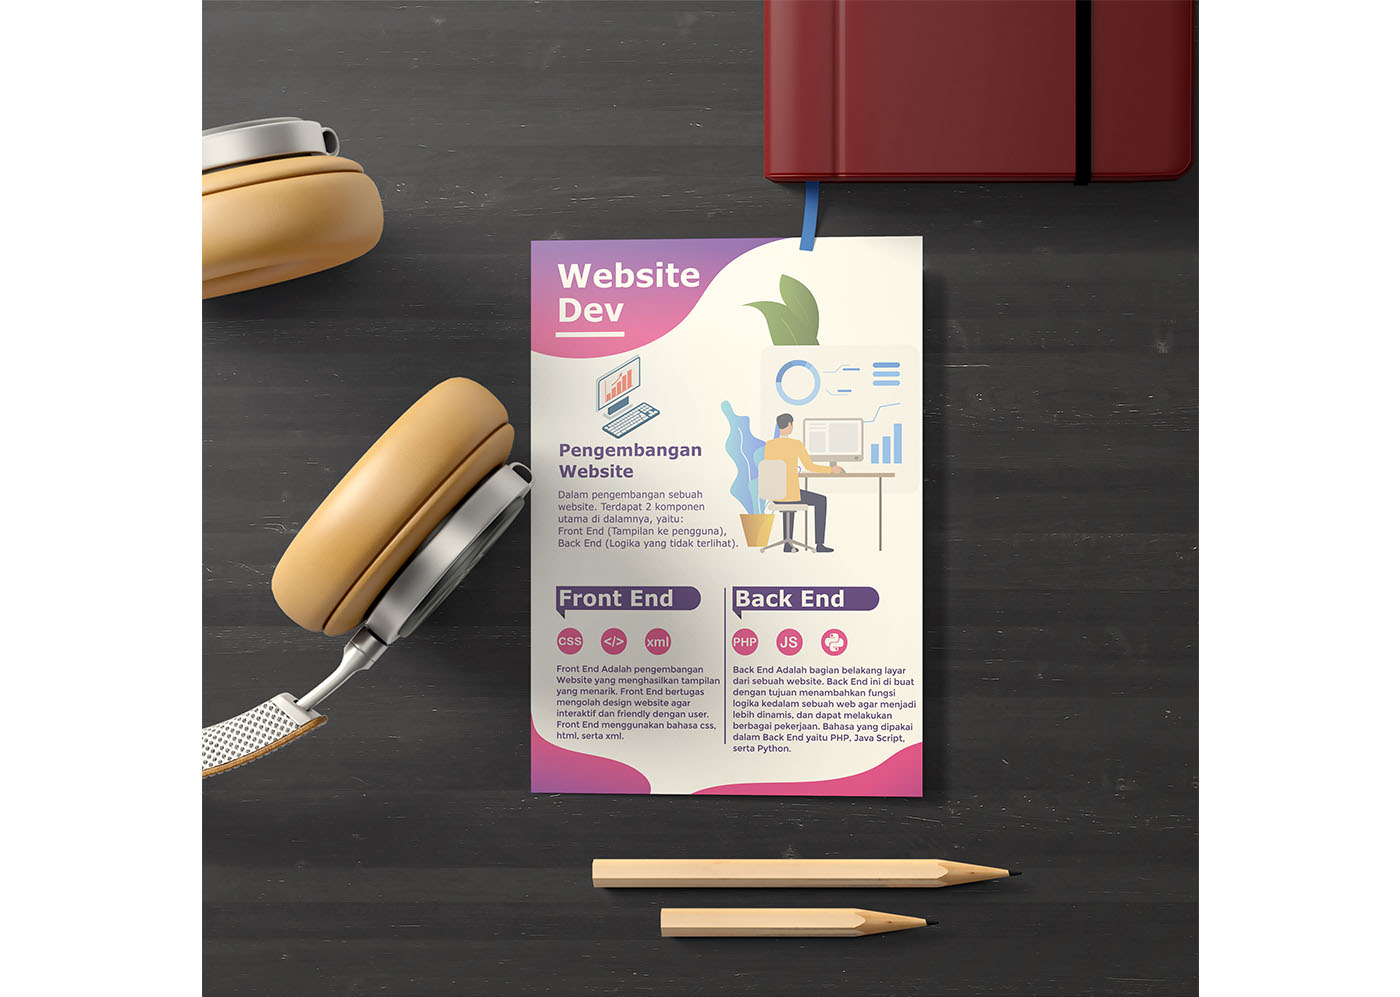 Website
Dev
Pengembangan
Website
Dalam pengembangan sebuah
website. Terdapat 2 komponen
utama di dalamnya, yaitu:
Front End (Tampilan ke pengguna),
Back End (Logika yang tidak terlihat).
Front End
CSS </> xml
Front End Adalah pengembangan
Website yang menghasilkan tampilan
yang menarik. Front End bertugas
mengolah design website agar
interaktif dan friendly dengan user.
Front End menggunakan bahasa css,
html, serta xml.
Back End
PHP JS
Back End Adalah bagian belakang layar
dari sebuah website. Back End ini di buat
dengan tujuan menambahkan fungsi
logika kedalam sebuah web agar menjadi
lebih dinamis, dan dapat melakukan
berbagai pekerjaan. Bahasa yang dipakai
dalam Back End yaitu PHP, Java Script,
serta Python.